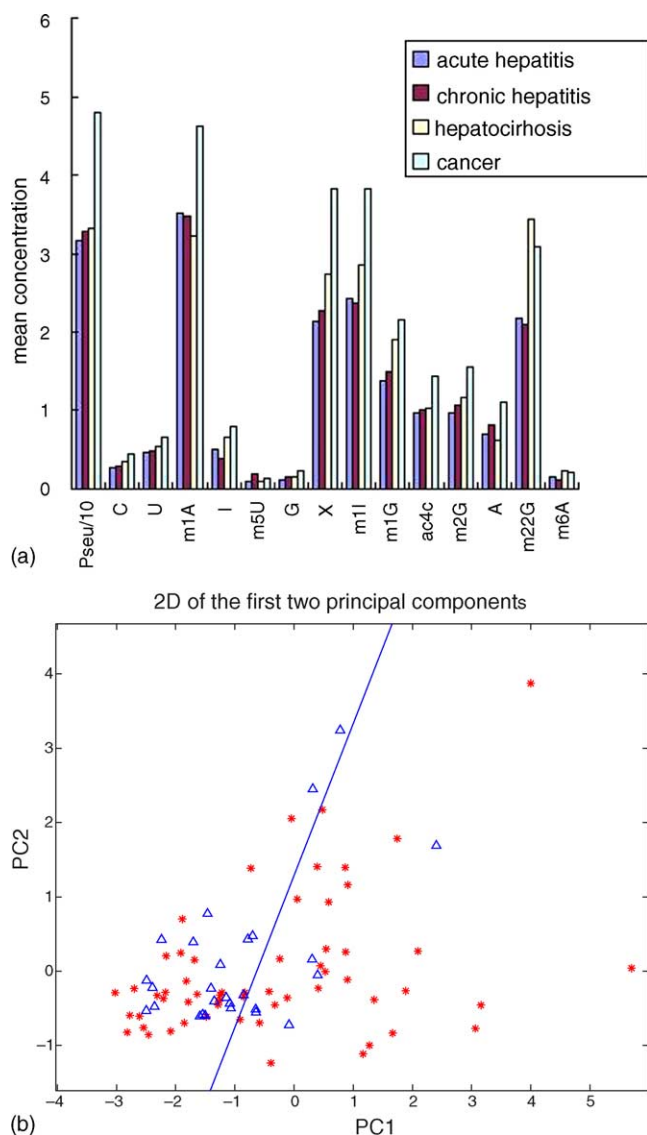 6
5
4
3
2
1
0
mean concentration
acute hepatitis
chronic hepatitis
hepatocirhosis
cancer
Pseu/10
C
U
m1A
I
m5U
G
X
m1I
m1G
ac4c
m2G
A
m22G
m6A
(a)
2D of the first two principal components
4
3
2
1
0
−1
PC2
−4
−3
−2
−1
0
1
2
3
4
5
PC1
(b)